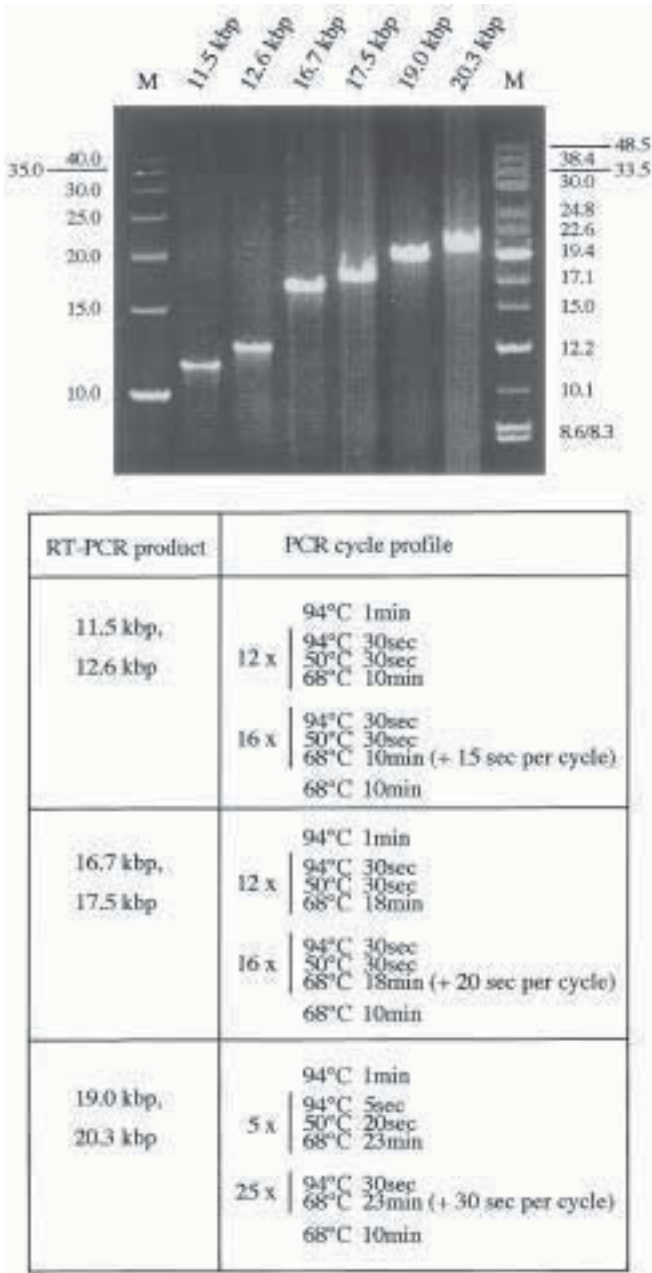 M 11.5 kbp 12.6 kbp 16.7 kbp 17.5 kbp 19.0 kbp 20.3 kbp M
40.0
35.0
30.0
25.0
20.0
15.0
10.0
48.5
38.4
33.5
30.0
24.8
22.6
19.4
17.1
15.0
12.2
10.1
8.6/8.3
RT-PCR product PCR cycle profile
11.5 kbp,
12.6 kbp
94°C 1min
12 x
94°C 30sec
50°C 30sec
68°C 10min
16 x
94°C 30sec
50°C 30sec
68°C 10min (+ 15 sec per cycle)
68°C 10min
16.7 kbp,
17.5 kbp
94°C 1min
12 x
94°C 30sec
50°C 30sec
68°C 18min
16 x
94°C 30sec
50°C 30sec
68°C 18min (+ 20 sec per cycle)
68°C 10min
19.0 kbp,
20.3 kbp
94°C 1min
5 x
94°C 5sec
50°C 20sec
68°C 23min
25 x
94°C 30sec
68°C 23min (+ 30 sec per cycle)
68°C 10min